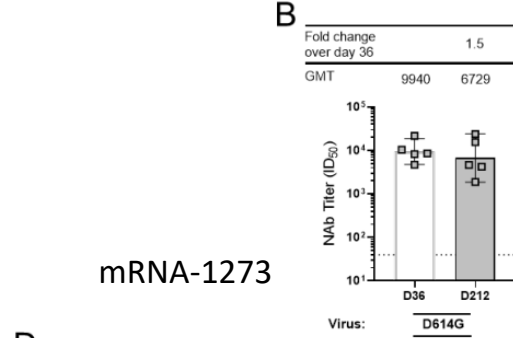 B
Fold change
over day 36
1.5
GMT
9940 6729
NAb Titer (ID50)
10⁵
10⁴
10³
10²
10¹
mRNA-1273
D36 D212
Virus: D614G